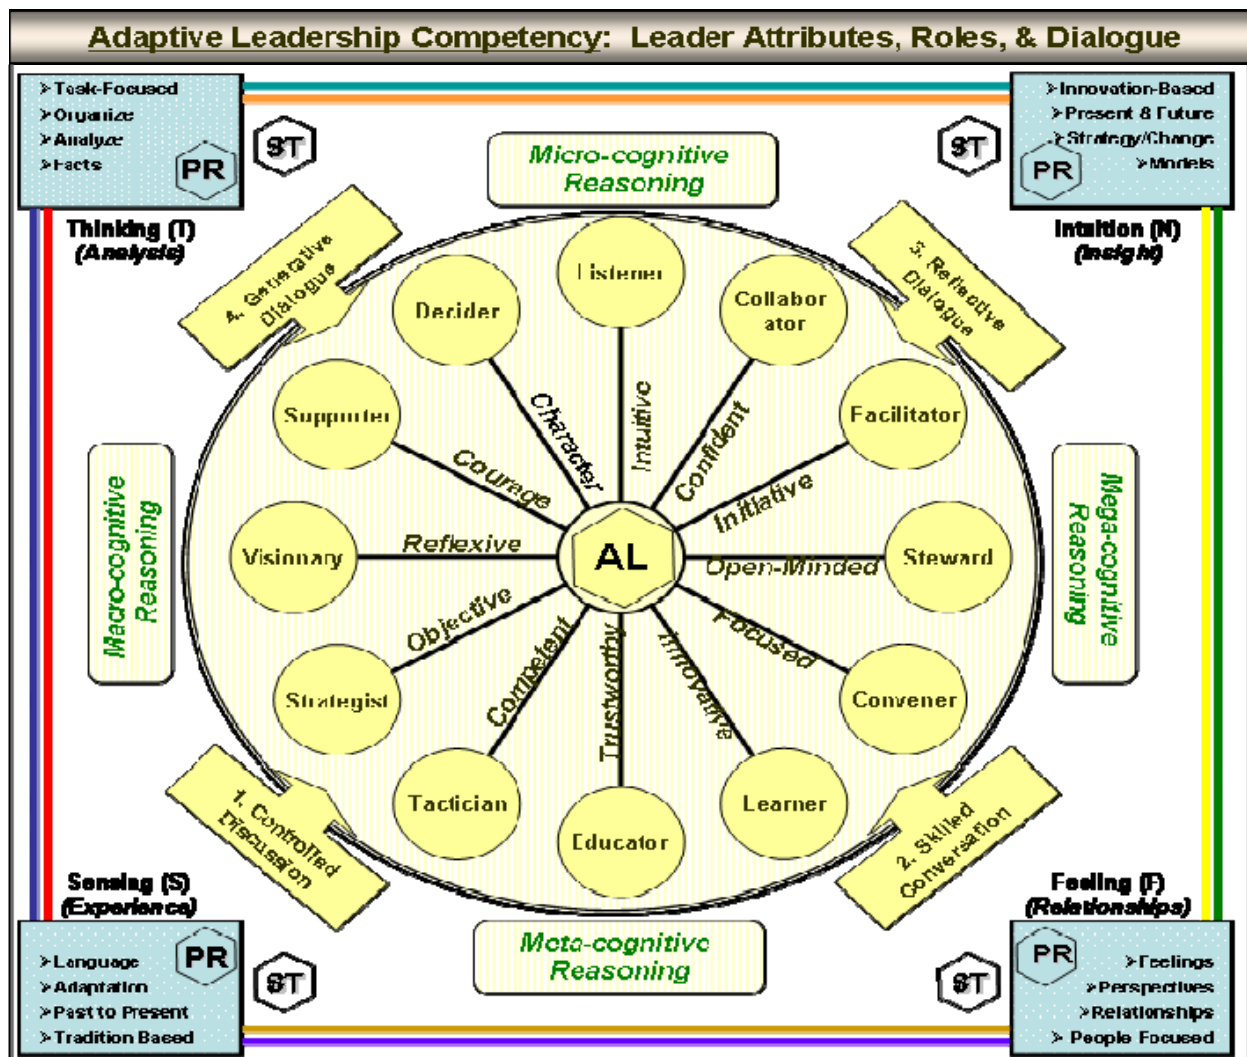 Adaptive Leadership Competency: Leader Attributes, Roles, & Dialogue
➢Task-Focused
➢Organize
➢Analyze
➢Facts
PR
ST
Thinking (T)
(Analysis)
Micro-cognitive
Reasoning
ST
➢Innovation-Based
➢Present & Future
➢Strategy/Change
➢Models
PR
Intuition (N)
(Insight)
4. Generative
Dialogue
3. Reflective
Dialogue
Listener
Decider
Collabor
ator
Supporter
Facilitator
Character
Intuitive
Confident
Courage
Initiative
Macro-cognitive
Reasoning
Visionary
Reflexive
AL
Open-Minded
Steward
Mega-cognitive
Reasoning
Objective
Competent
Trustworthy
Innovative
Focused
Strategist
Convener
Tactician
Educator
Learner
1. Controlled
Discussion
2. Skilled
Conversation
Sensing (S)
(Experience)
Feeling (F)
(Relationships)
Meta-cognitive
Reasoning
PR
➢Language
➢Adaptation
➢Past to Present
➢Tradition Based
ST
ST
PR
➢Feelings
➢Perspectives
➢Relationships
➢ People Focused